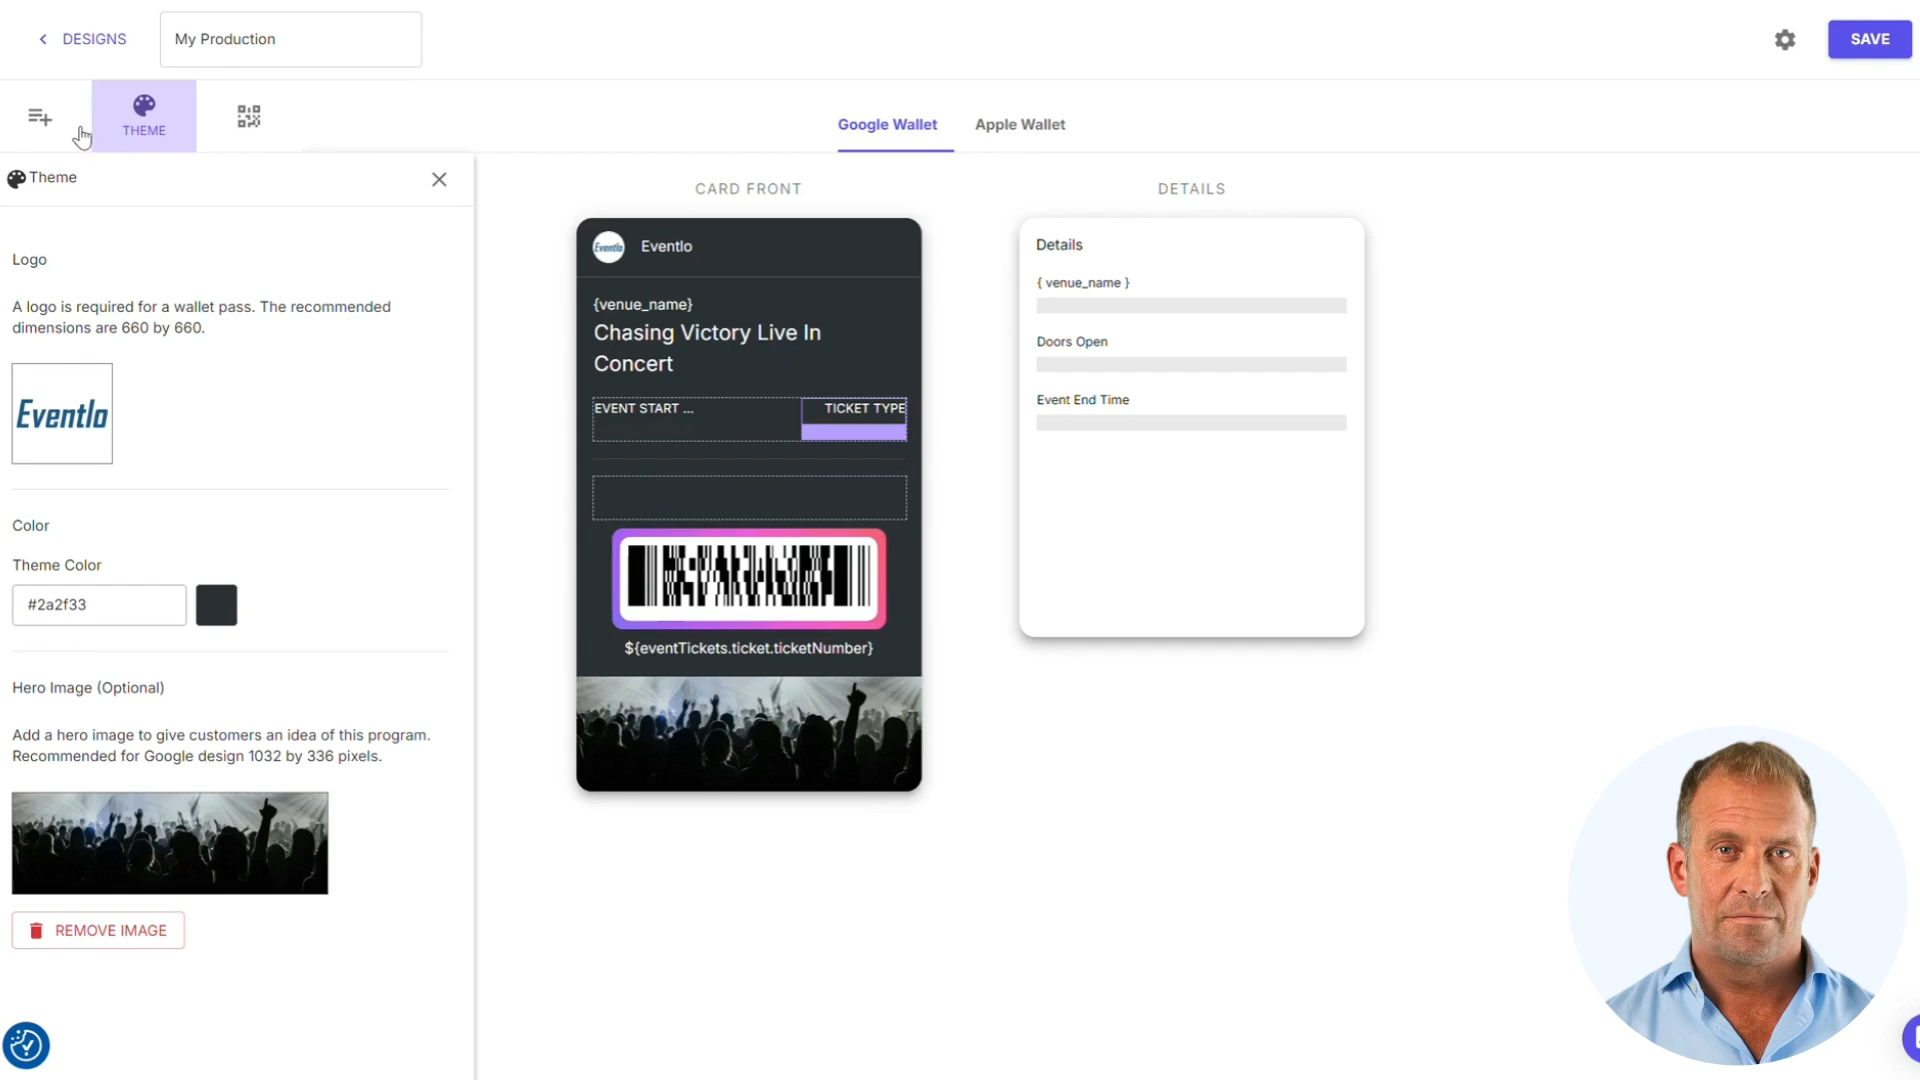 DESIGNS
My Production
SAVE
THEME
Google Wallet
Apple Wallet
Theme
CARD FRONT
DETAILS
Logo
A logo is required for a wallet pass. The recommended
dimensions are 660 by 660.
Eventlo
Color
Theme Color
#2a2f33
Hero Image (Optional)
Add a hero image to give customers an idea of this program.
Recommended for Google design 1032 by 336 pixels.
REMOVE IMAGE
Eventlo
Eventlo
{venue_name}
Chasing Victory Live In
Concert
EVENT START ...
TICKET TYPE
${eventTickets.ticket.ticketNumber}
Details
{ venue_name }
Doors Open
Event End Time